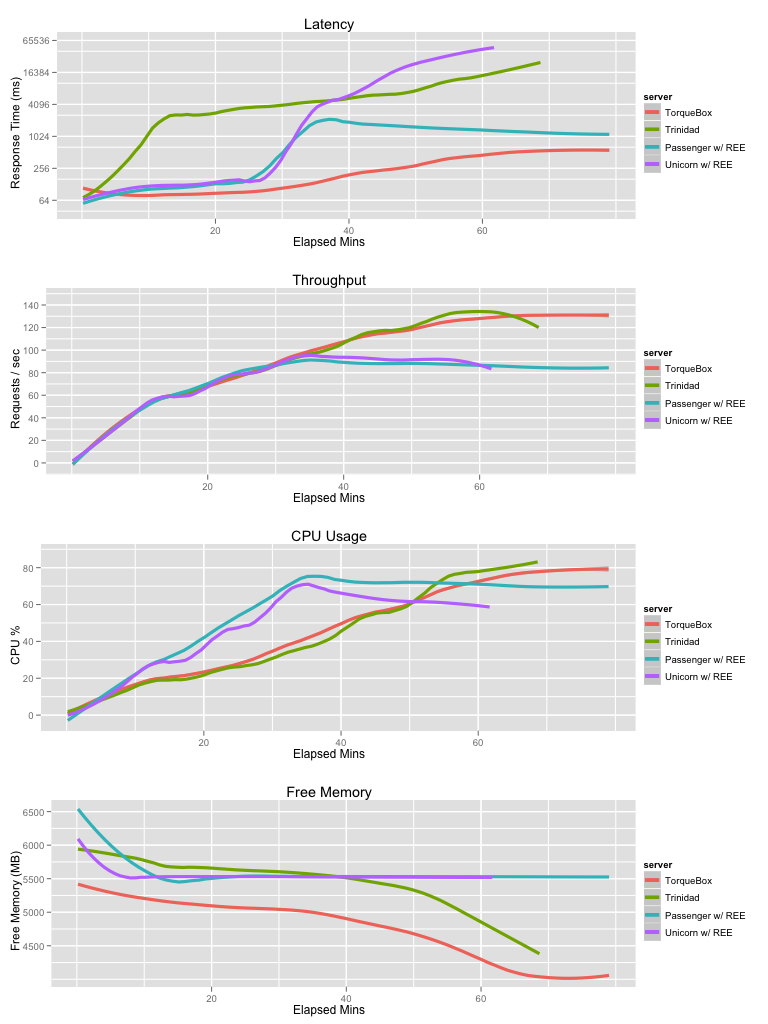 Latency
Response Time (ms)
65536
16384
4096
1024
256
64
20
40
60
Elapsed Mins
server
TorqueBox
Trinidad
Passenger w/ REE
Unicorn w/ REE
Throughput
Requests / sec
140
120
100
80
60
40
20
0
20
40
60
Elapsed Mins
server
TorqueBox
Trinidad
Passenger w/ REE
Unicorn w/ REE
CPU Usage
CPU %
80
60
40
20
0
20
40
60
Elapsed Mins
server
TorqueBox
Trinidad
Passenger w/ REE
Unicorn w/ REE
Free Memory
Free Memory (MB)
6500
6000
5500
5000
4500
20
40
60
Elapsed Mins
server
TorqueBox
Trinidad
Passenger w/ REE
Unicorn w/ REE